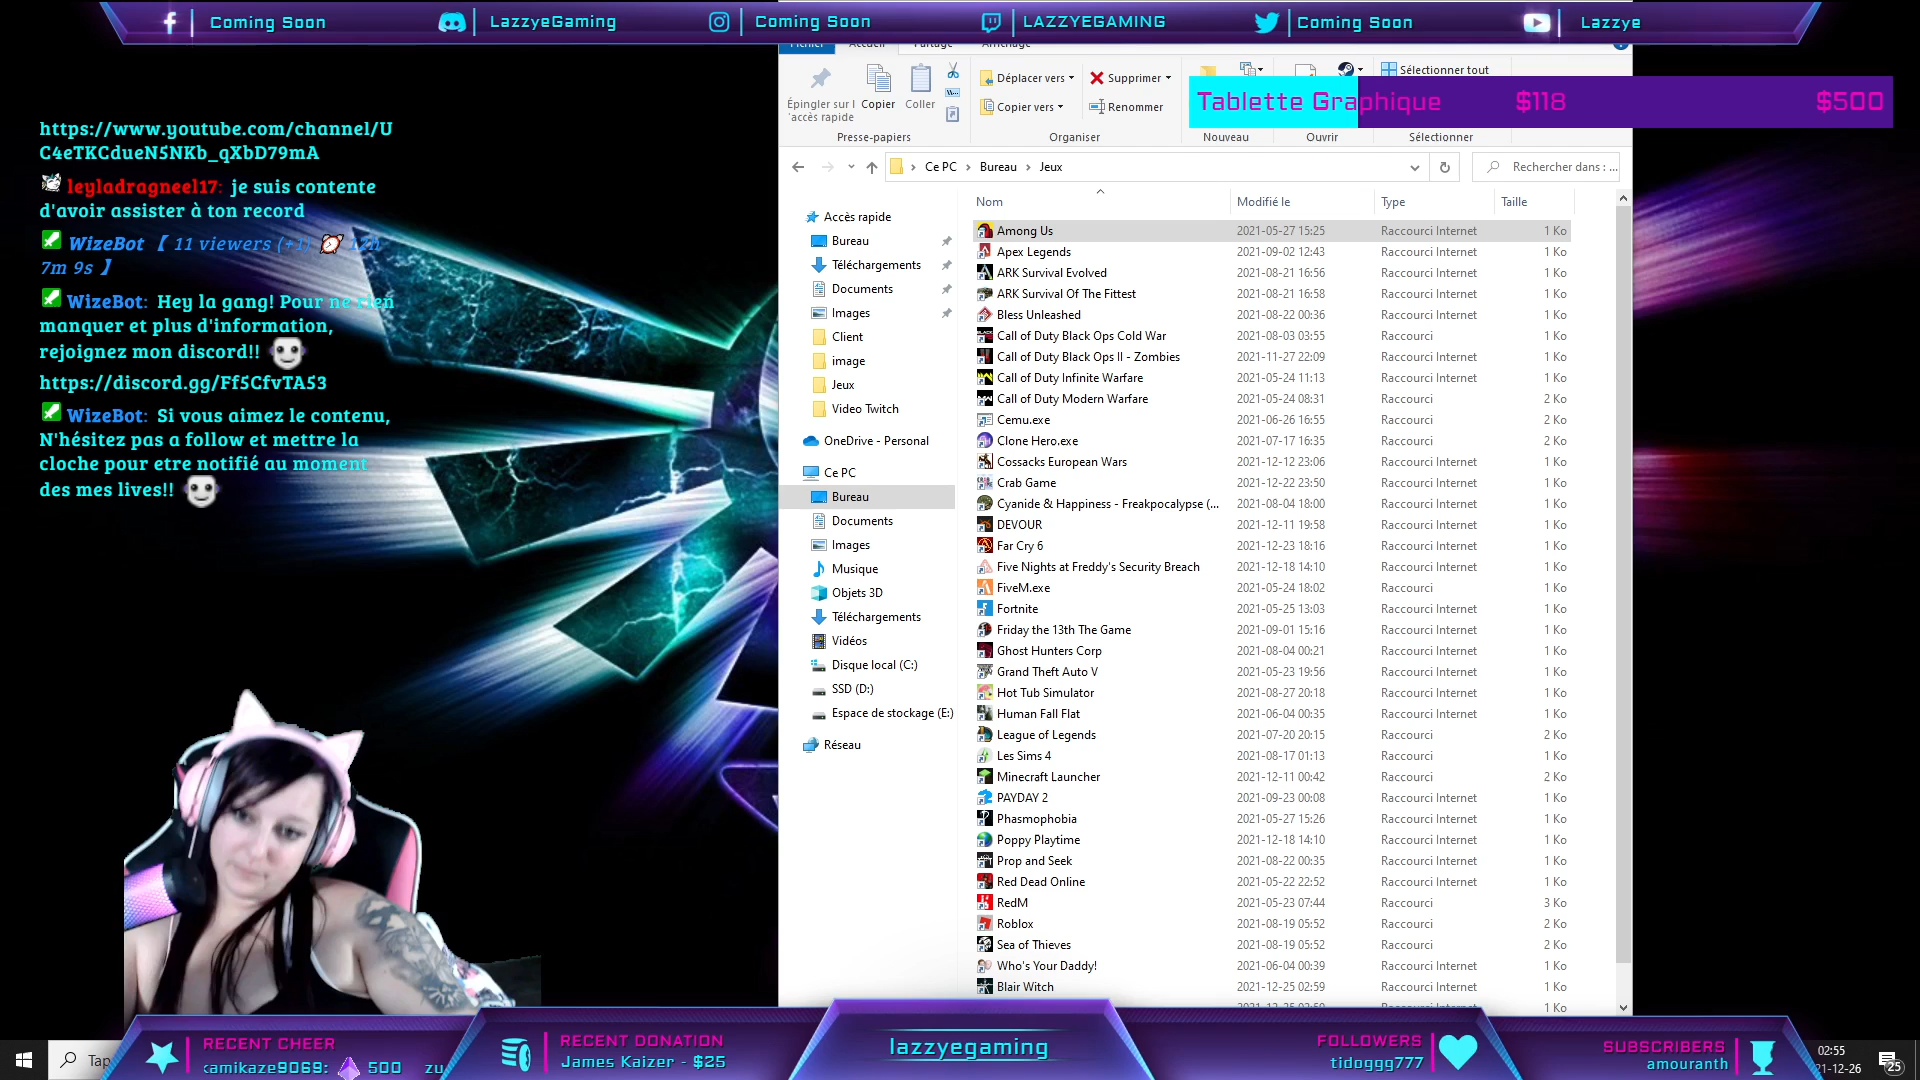 Coming Soon
LazzyeGaming
Coming Soon
LAZZYEGAMING
Coming Soon
Lazzye
https://www.youtube.com/channel/U
C4eTKCdueN5NKb_qXbD79mA
leyladragneel17: je suis contente
d'avoir assister à ton record
WizeBot 【 11 viewers (+1) 12h
7m 9s 】
WizeBot: Hey la gang! Pour ne rien
manquer et plus d'information,
rejoignez mon discord!!
https://discord.gg/Ff5CfvTA53
WizeBot: Si vous aimez le contenu,
N'hésitez pas a follow et mettre la
cloche pour etre notifié au moment
des mes lives!!
Fichier Accueil Partage Affichage
Épingler sur l
'accès rapide
Copier
Coller
Déplacer vers
Copier vers
Supprimer
Renommer
Sélectionner tout
Presse-papiers
Organiser
Nouveau
Ouvrir
Sélectionner
Tablette Graphique $118 $500
Ce PC > Bureau > Jeux
Rechercher dans : ...
Accès rapide
Bureau
Téléchargements
Documents
Images
Client
image
Jeux
Video Twitch
OneDrive - Personal
Ce PC
Bureau
Documents
Images
Musique
Objets 3D
Téléchargements
Vidéos
Disque local (C:)
SSD (D:)
Espace de stockage (E:)
Réseau
Nom Modifié le Type Taille
Among Us 2021-05-27 15:25 Raccourci Internet 1 Ko
Apex Legends 2021-09-02 12:43 Raccourci Internet 1 Ko
ARK Survival Evolved 2021-08-21 16:56 Raccourci Internet 1 Ko
ARK Survival Of The Fittest 2021-08-21 16:58 Raccourci Internet 1 Ko
Bless Unleashed 2021-08-22 00:36 Raccourci Internet 1 Ko
Call of Duty Black Ops Cold War 2021-08-03 03:55 Raccourci 1 Ko
Call of Duty Black Ops II - Zombies 2021-11-27 22:09 Raccourci Internet 1 Ko
Call of Duty Infinite Warfare 2021-05-24 11:13 Raccourci Internet 1 Ko
Call of Duty Modern Warfare 2021-05-24 08:31 Raccourci 2 Ko
Cemu.exe 2021-06-26 16:55 Raccourci 2 Ko
Clone Hero.exe 2021-07-17 16:35 Raccourci 2 Ko
Cossacks European Wars 2021-12-12 23:06 Raccourci Internet 1 Ko
Crab Game 2021-12-22 23:50 Raccourci Internet 1 Ko
Cyanide & Happiness - Freakpocalypse (... 2021-08-04 18:00 Raccourci Internet 1 Ko
DEVOUR 2021-12-11 19:58 Raccourci Internet 1 Ko
Far Cry 6 2021-12-23 18:16 Raccourci Internet 1 Ko
Five Nights at Freddy's Security Breach 2021-12-18 14:10 Raccourci Internet 1 Ko
FiveM.exe 2021-05-24 18:02 Raccourci 1 Ko
Fortnite 2021-05-25 13:03 Raccourci Internet 1 Ko
Friday the 13th The Game 2021-09-01 15:16 Raccourci Internet 1 Ko
Ghost Hunters Corp 2021-08-04 00:21 Raccourci Internet 1 Ko
Grand Theft Auto V 2021-05-23 19:56 Raccourci Internet 1 Ko
Hot Tub Simulator 2021-08-27 20:18 Raccourci Internet 1 Ko
Human Fall Flat 2021-06-04 00:35 Raccourci Internet 1 Ko
League of Legends 2021-07-20 20:15 Raccourci 2 Ko
Les Sims 4 2021-08-17 01:13 Raccourci 1 Ko
Minecraft Launcher 2021-12-11 00:42 Raccourci 2 Ko
PAYDAY 2 2021-09-23 00:08 Raccourci Internet 1 Ko
Phasmophobia 2021-05-27 15:26 Raccourci Internet 1 Ko
Poppy Playtime 2021-12-18 14:10 Raccourci Internet 1 Ko
Prop and Seek 2021-08-22 00:35 Raccourci Internet 1 Ko
Red Dead Online 2021-05-22 22:52 Raccourci Internet 1 Ko
RedM 2021-05-23 07:44 Raccourci 3 Ko
Roblox 2021-08-19 05:52 Raccourci 2 Ko
Sea of Thieves 2021-08-19 05:52 Raccourci 2 Ko
Who's Your Daddy! 2021-06-04 00:39 Raccourci Internet 1 Ko
Blair Witch 2021-12-25 02:59 Raccourci Internet 1 Ko
1 Ko
Tap
RECENT CHEER
kamikaze9069: 500 zu
RECENT DONATION
James Kaizer - $25
lazzyegaming
FOLLOWERS
tidoggg777
SUBSCRIBERS
amouranth
02:55
21-12-26
25